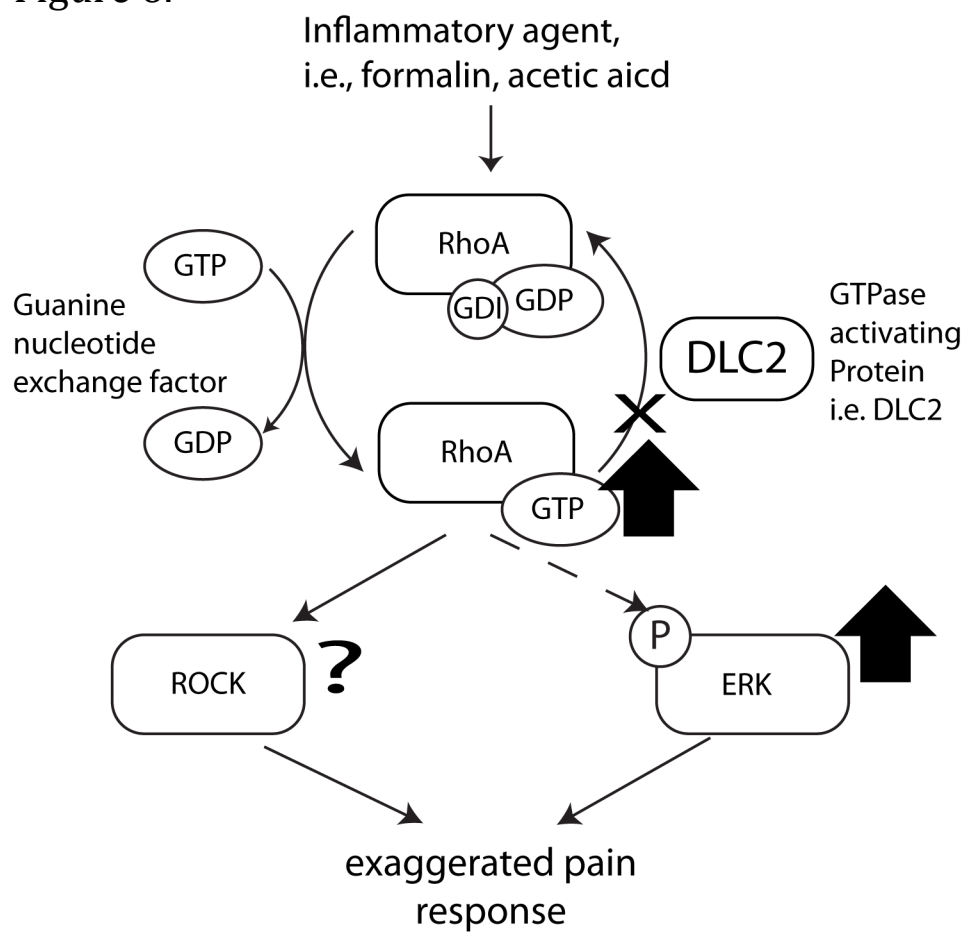 Figure 6.
Inflammatory agent,
i.e., formalin, acetic aicd
RhoA
GDI
GDP
GTP
Guanine
nucleotide
exchange factor
GDP
DLC2
GTPase
activating
Protein
i.e. DLC2
X
RhoA
GTP
ROCK
?
P
ERK
exaggerated pain
response